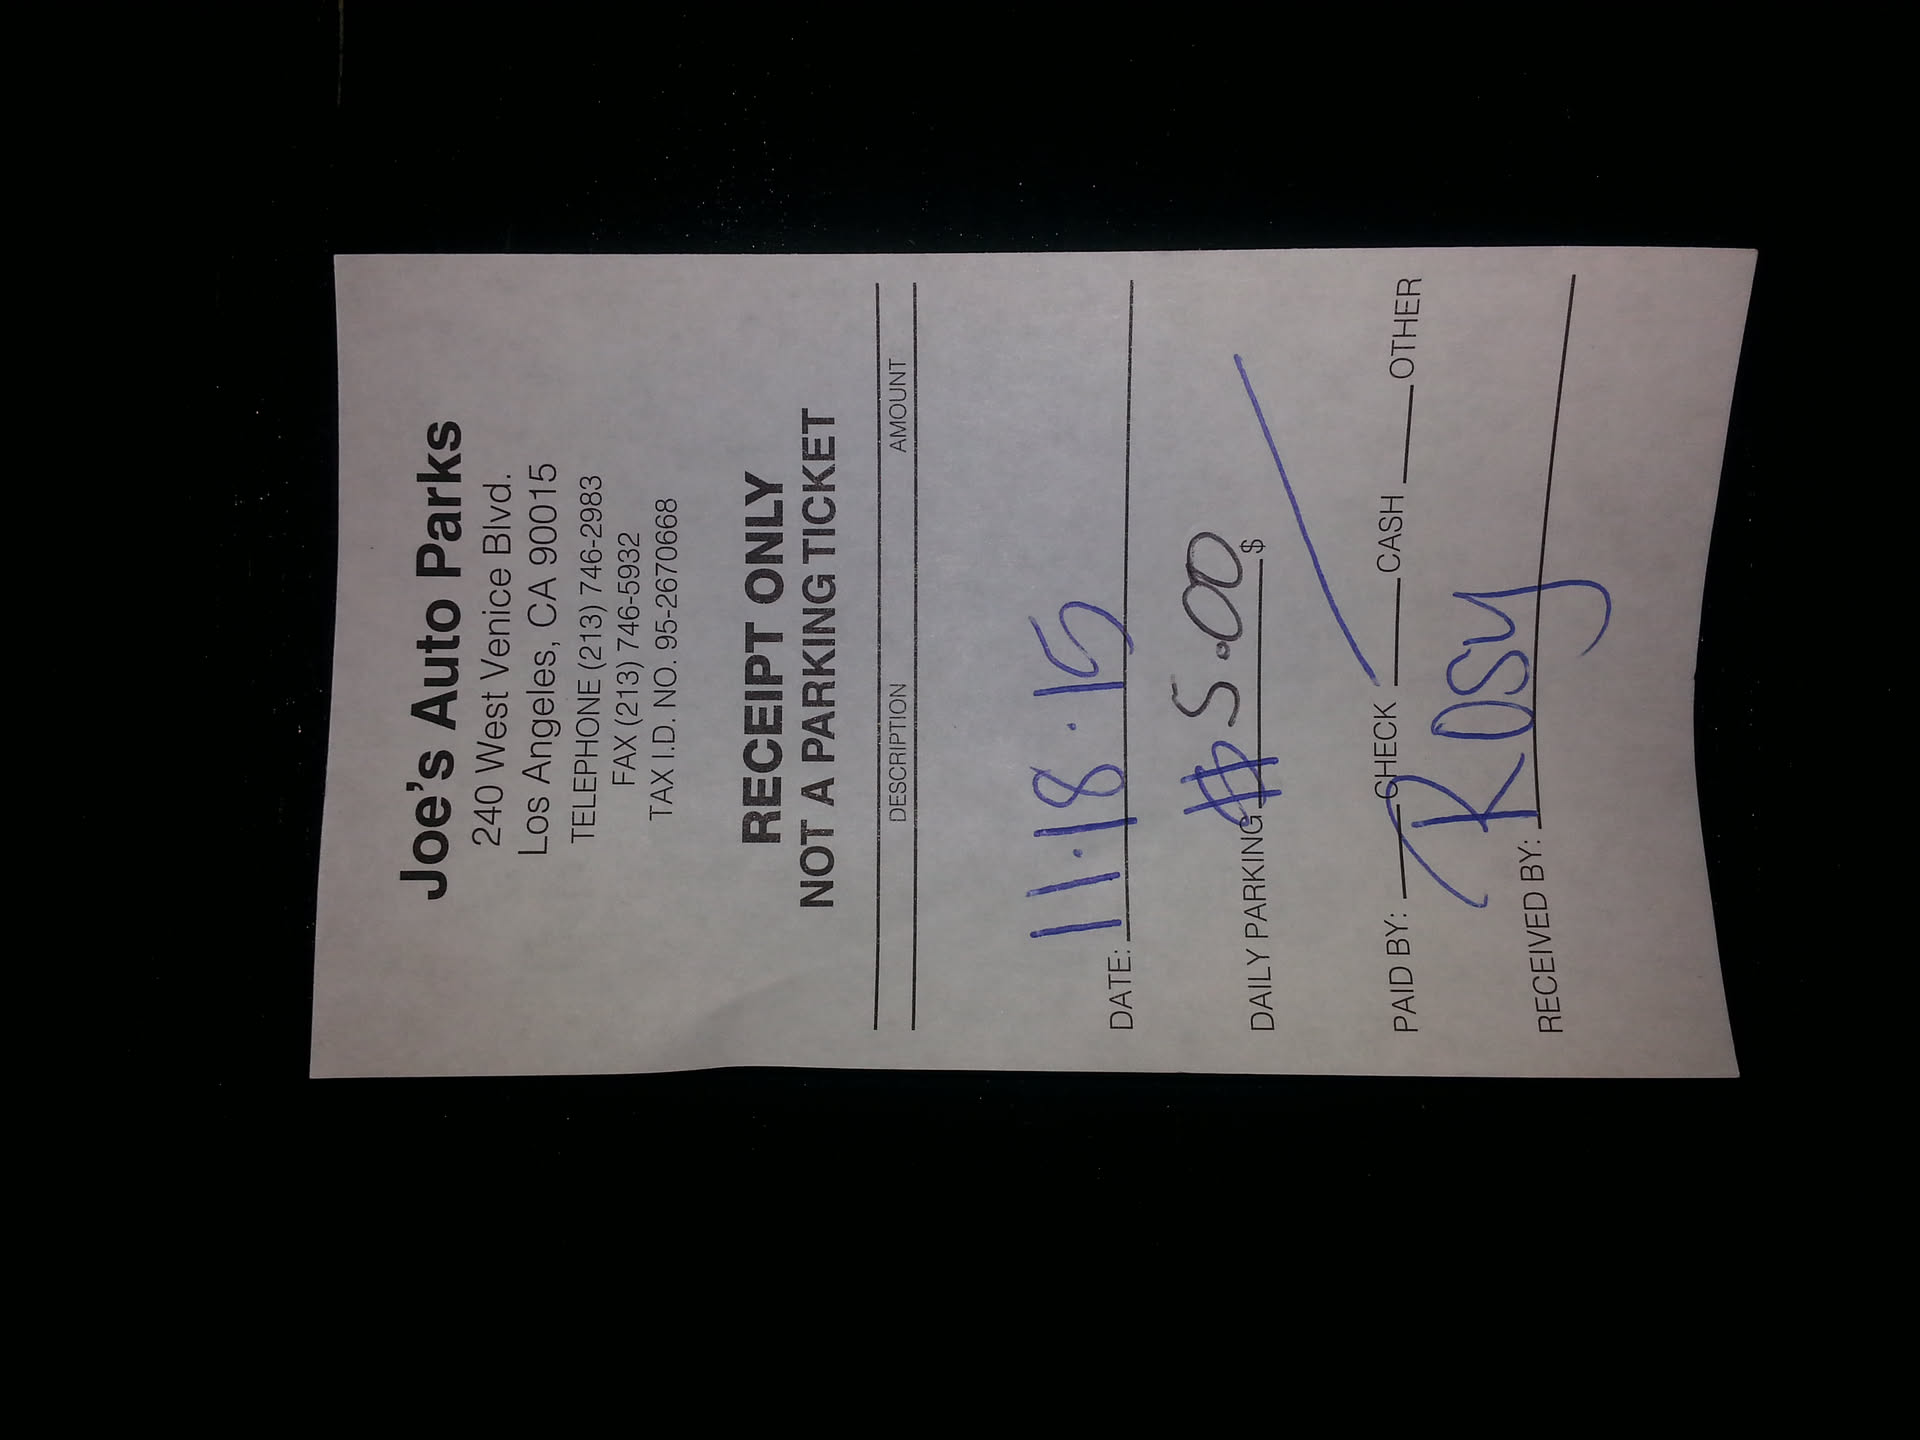 Joe's Auto Parks
240 West Venice Blvd.
Los Angeles, CA 90015
TELEPHONE (213) 746-2983
FAX (213) 746-5932
TAX I.D. NO. 95-2670668
RECEIPT ONLY
NOT A PARKING TICKET
DESCRIPTION AMOUNT
DATE: 11.18.15
DAILY PARKING $ 5.00 $
PAID BY: CHECK CASH OTHER
RECEIVED BY: Rosy